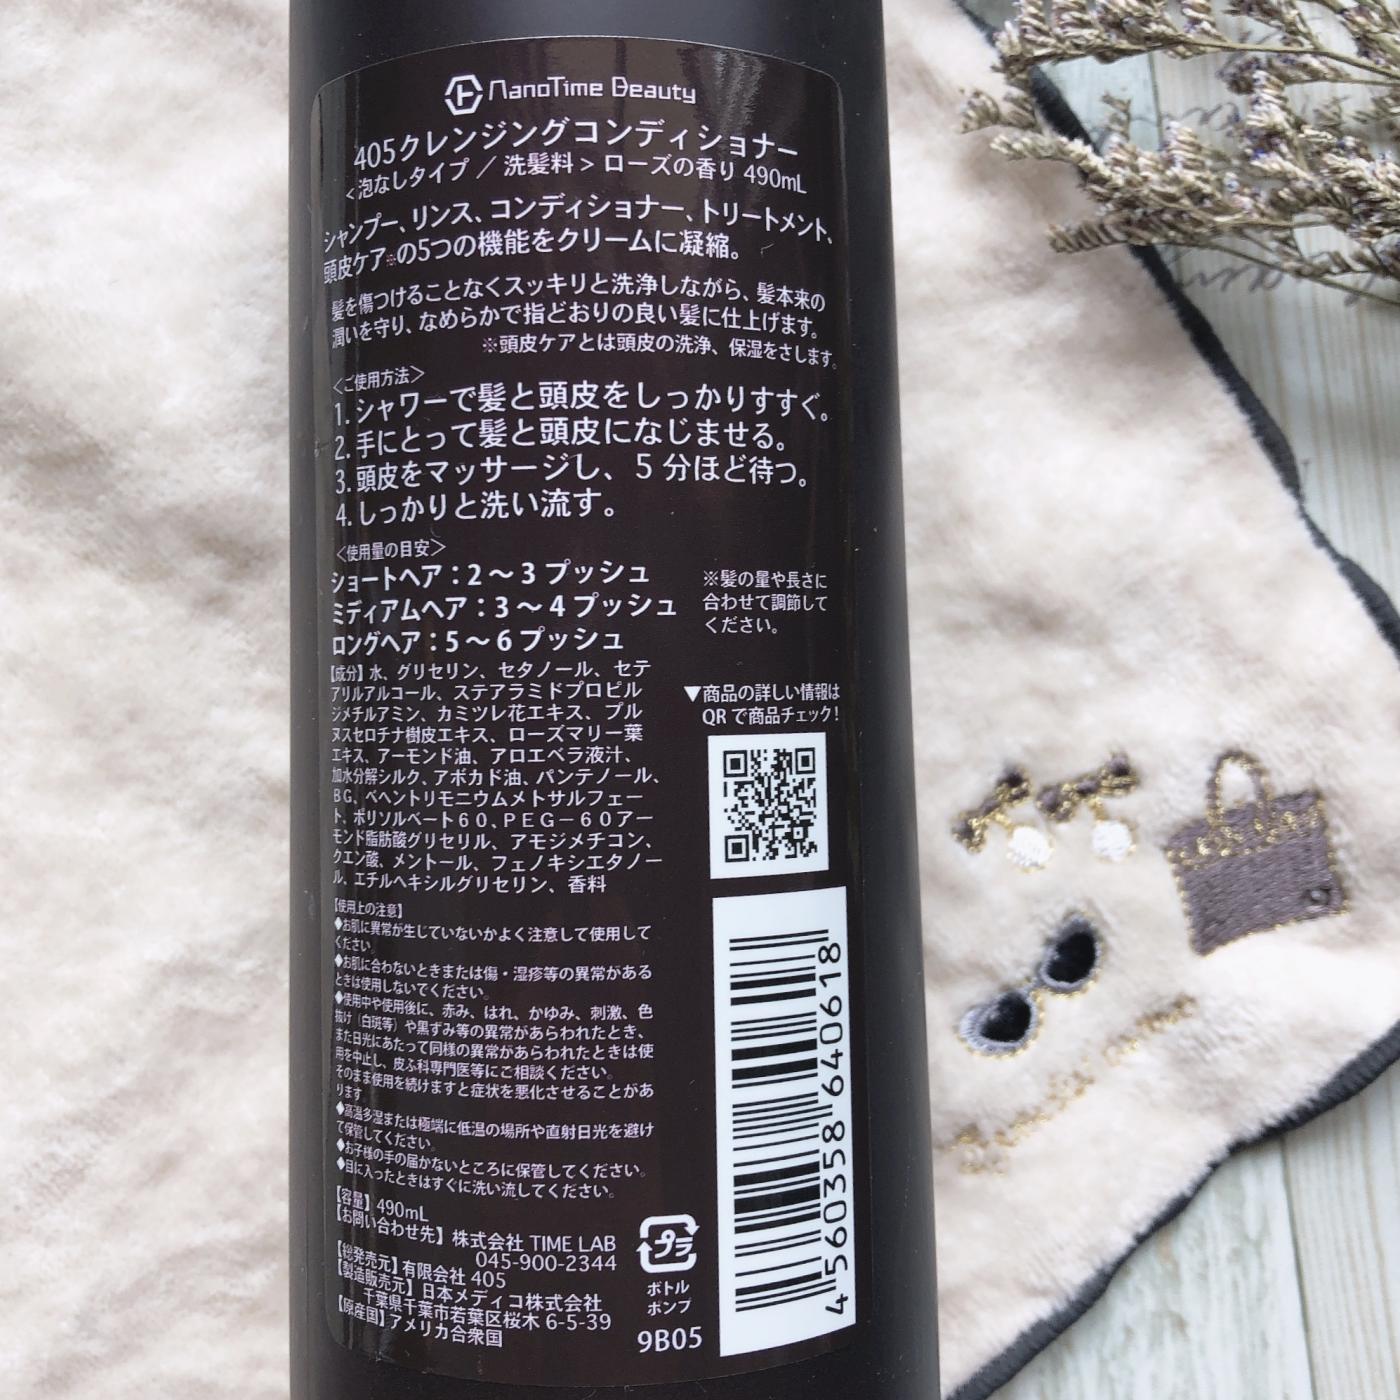 NanoTime Beauty
405クレンジングコンディショナー
<泡なしタイプ / 洗髪料> ローズの香り 490mL
シャンプー、リンス、コンディショナー、トリートメント、
頭皮ケア※の5つの機能をクリームに凝縮。
髪を傷つけることなくスッキリと洗浄しながら、髪本来の
潤いを守り、なめらかで指どおりの良い髪に仕上げます。
※頭皮ケアとは頭皮の洗浄、保湿をさします。
<ご使用方法>
1. シャワーで髪と頭皮をしっかりすすぐ。
2. 手にとって髪と頭皮になじませる。
3. 頭皮をマッサージし、5分ほど待つ。
4. しっかりと洗い流す。
<使用量の目安>
ショートヘア:2〜3プッシュ
ミディアムヘア:3〜4プッシュ
ロングヘア:5〜6プッシュ
※髪の量や長さに
合わせて調節して
ください。
【成分】水、グリセリン、セタノール、セテ
アリルアルコール、ステアラミドプロピル
ジメチルアミン、カミツレ花エキス、プル
ヌスセロチナ樹皮エキス、ローズマリー葉
エキス、アーモンド油、アロエベラ液汁、
加水分解シルク、アボカド油、パンテノール、
BG、ベヘントリモニウムメトサルフェー
ト、ポリソルベート60、PEG-60アー
モンド脂肪酸グリセリル、アモジメチコン、
クエン酸、メントール、フェノキシエタノー
ル、エチルヘキシルグリセリン、香料
▼商品の詳しい情報は
QRで商品チェック!
【使用上の注意】
◆お肌に異常が生じていないかよく注意して使用して
ください。
◆お肌に合わないときまたは傷・湿疹等の異常がある
ときは使用しないでください。
◆使用中や使用後に、赤み、はれ、かゆみ、刺激、色
抜け(白斑等)や黒ずみ等の異常があらわれたとき、
また日光にあたって同様の異常があらわれたときは使
用を中止し、皮ふ科専門医等にご相談ください。
そのまま使用を続けますと症状を悪化させることがあ
ります。
◆高温多湿または極端に低温の場所や直射日光を避け
て保管してください。
◆お子様の手の届かないところに保管してください。
◆目に入ったときはすぐに洗い流してください。
【容量】490mL
【お問い合わせ先】株式会社 TIME LAB
045-900-2344
【総発売元】有限会社 405
【製造販売元】日本メディコ株式会社
千葉県千葉市若葉区桜木 6-5-39
【原産国】アメリカ合衆国
プラ
ボトル
ポンプ
9B05
4560358640618